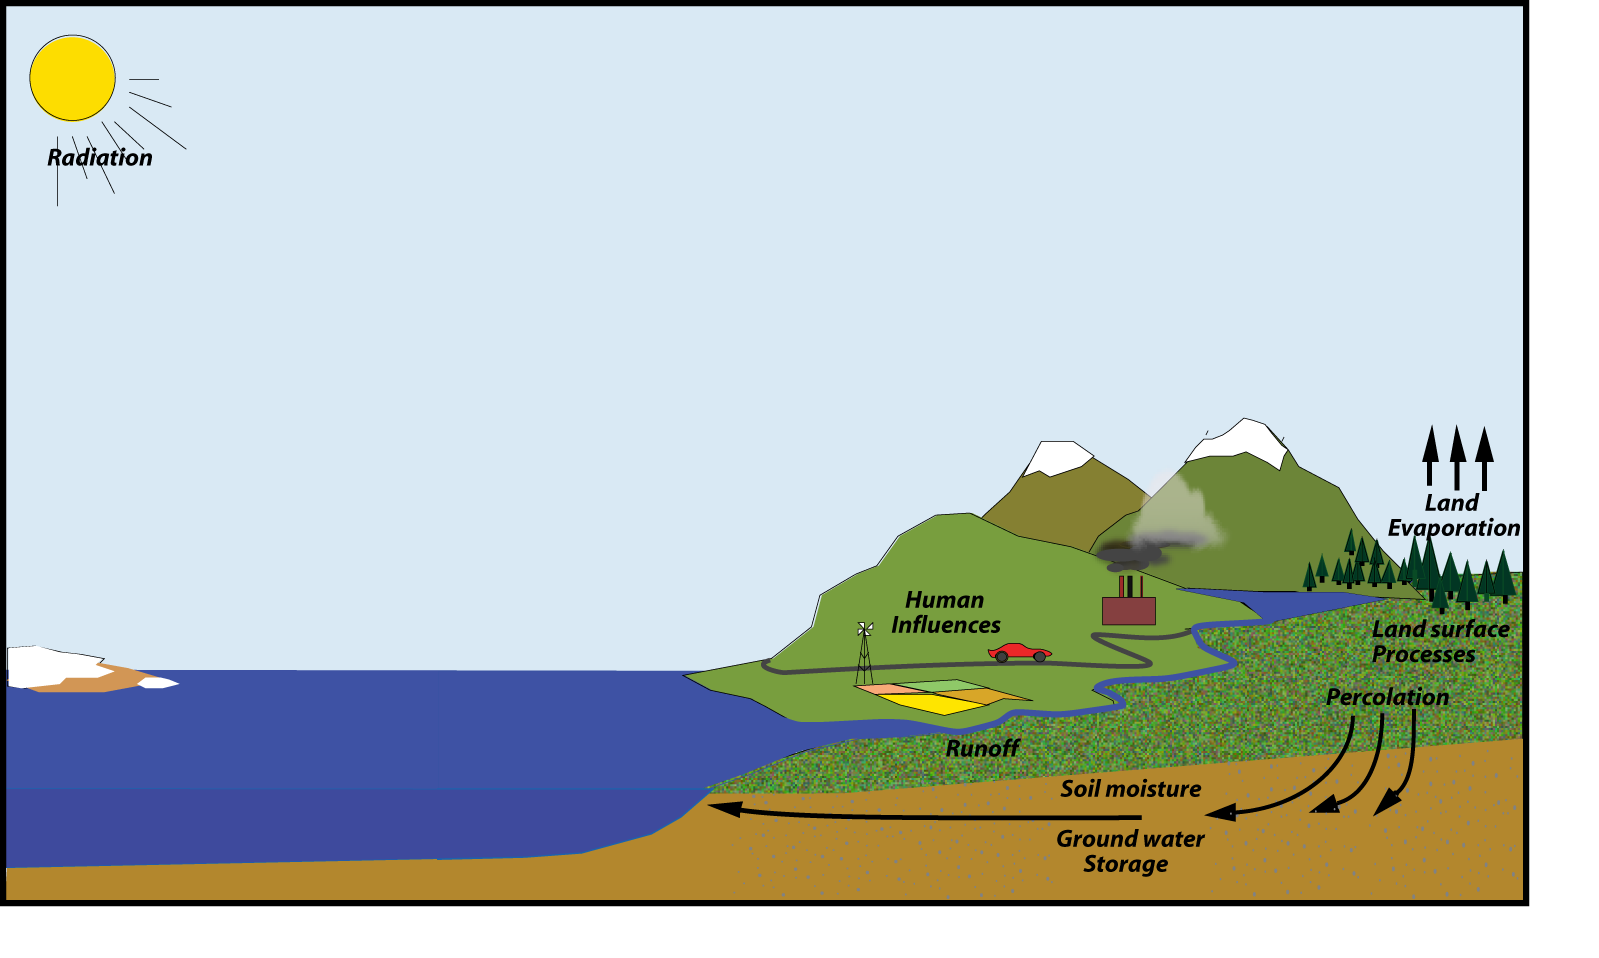 Radiation
Land
Evaporation
Human
Influences
Land surface
Processes
Percolation
Runoff
Soil moisture
Ground water
Storage